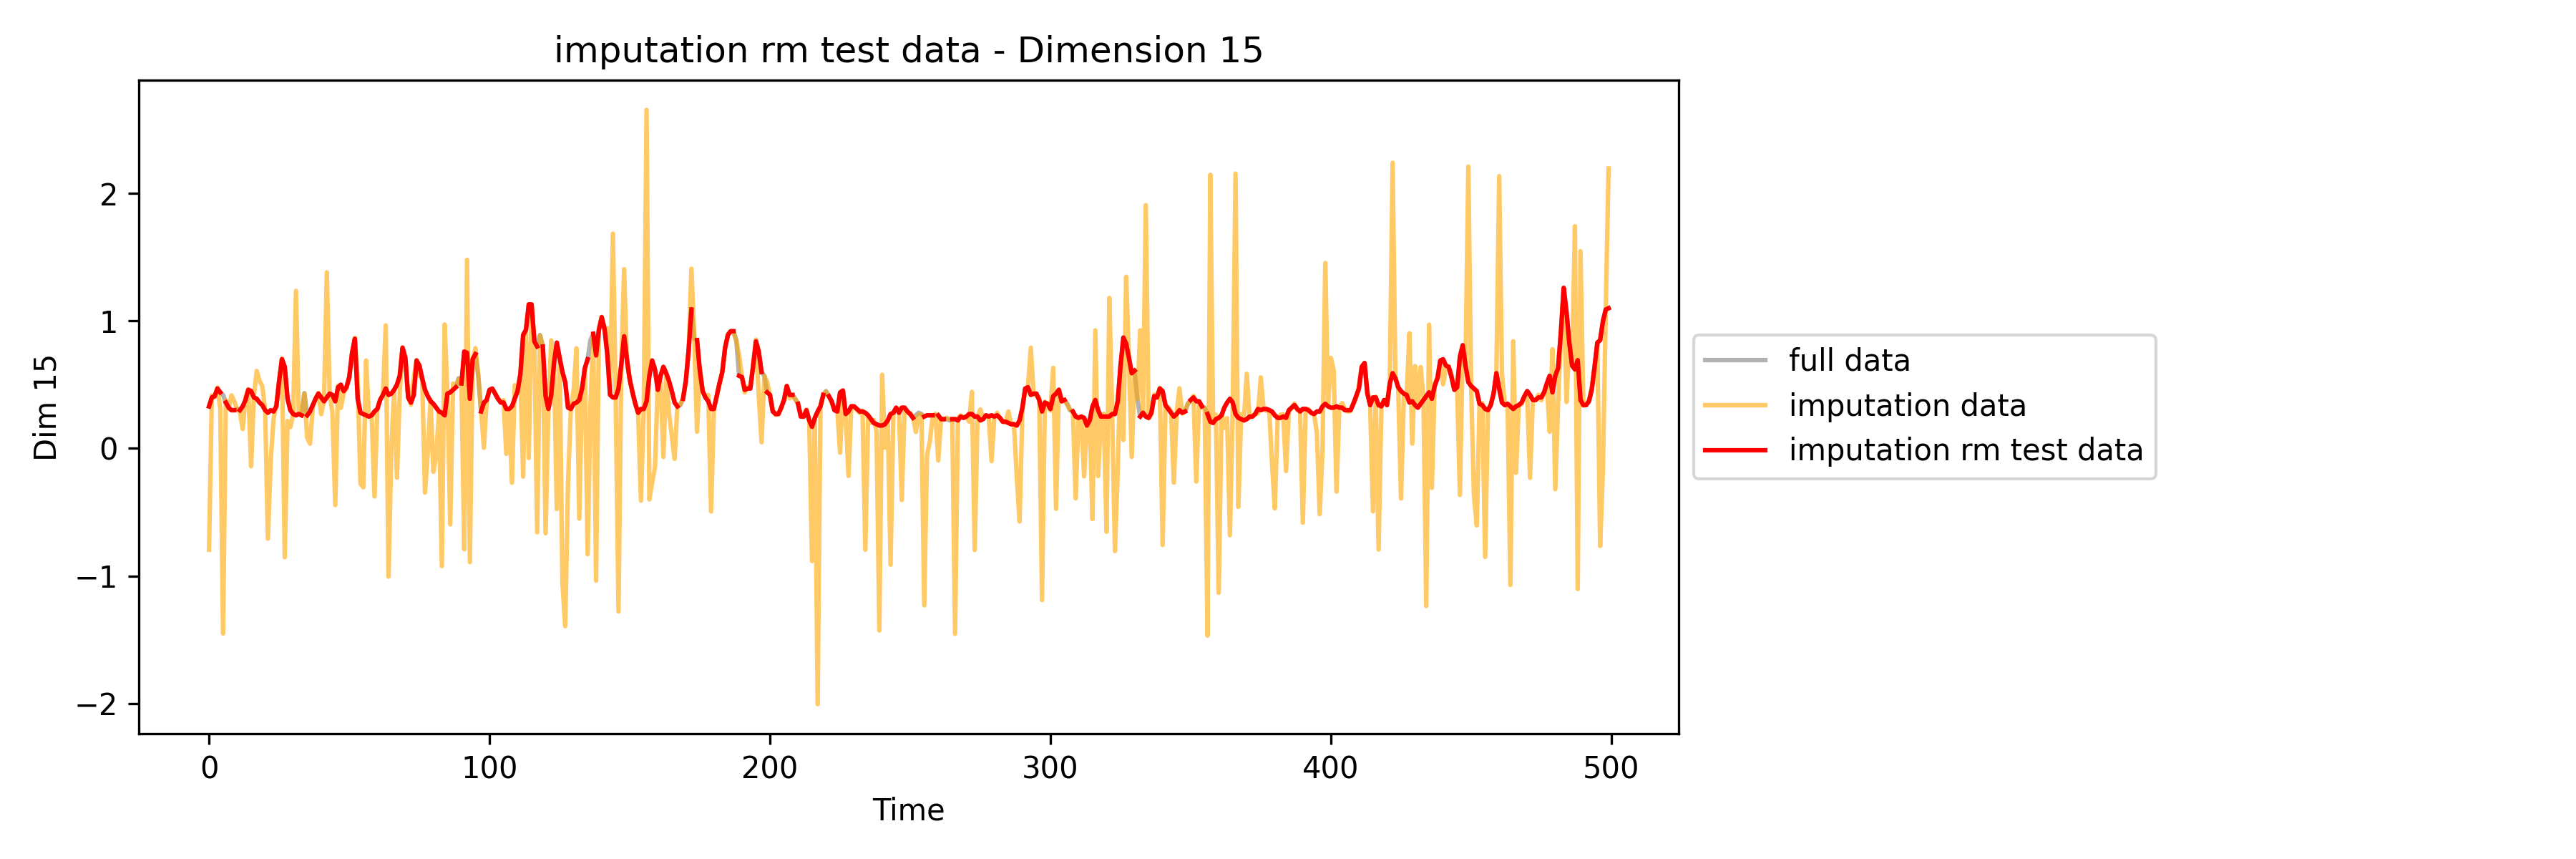 imputation rm test data - Dimension 15
Dim 15
2
1
0
−1
−2
0 100 200 300 400 500
Time
full data
imputation data
imputation rm test data